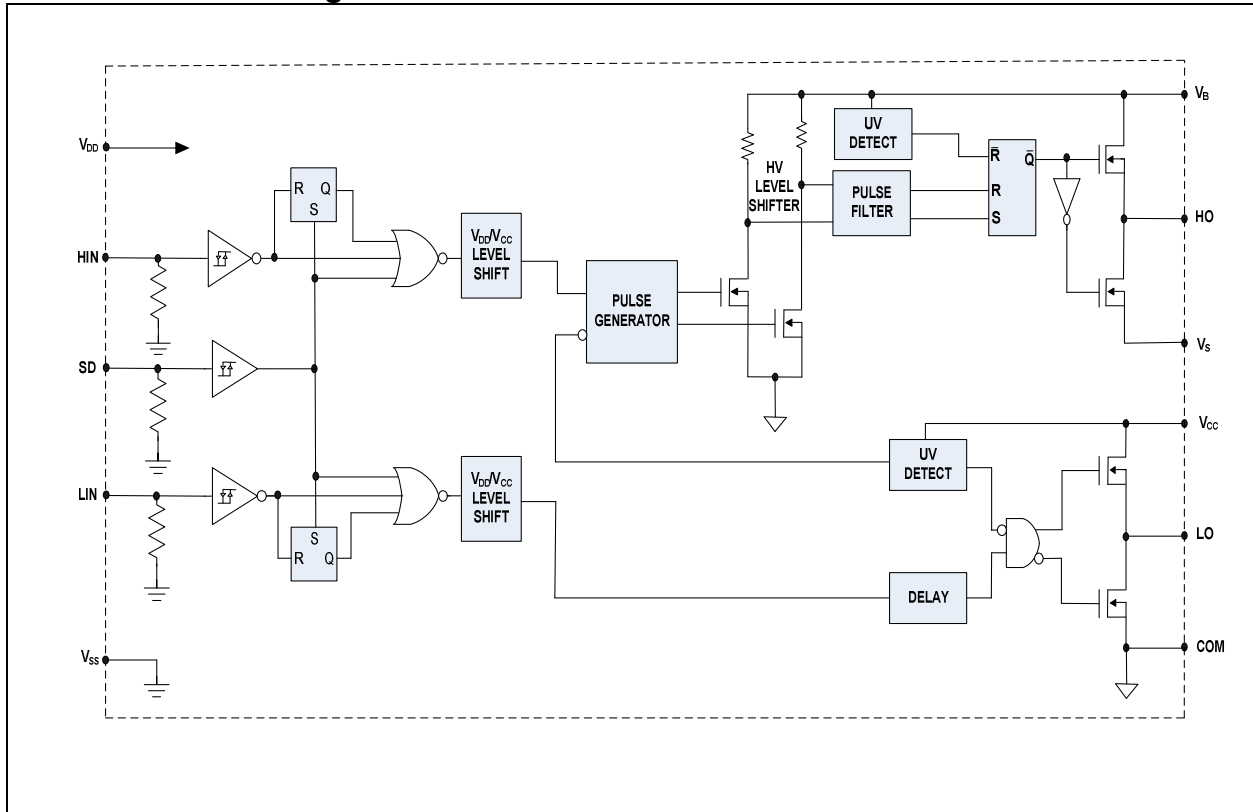 g
V_B
UV
DETECT
V_DD
R̅
Q̅
HV
LEVEL
SHIFTER
PULSE
FILTER
R
S
R Q
S
HO
V_DD/V_CC
LEVEL
SHIFT
HIN
PULSE
GENERATOR
V_S
SD
V_CC
UV
DETECT
V_DD/V_CC
LEVEL
SHIFT
LIN
LO
S
R Q
DELAY
COM
V_SS